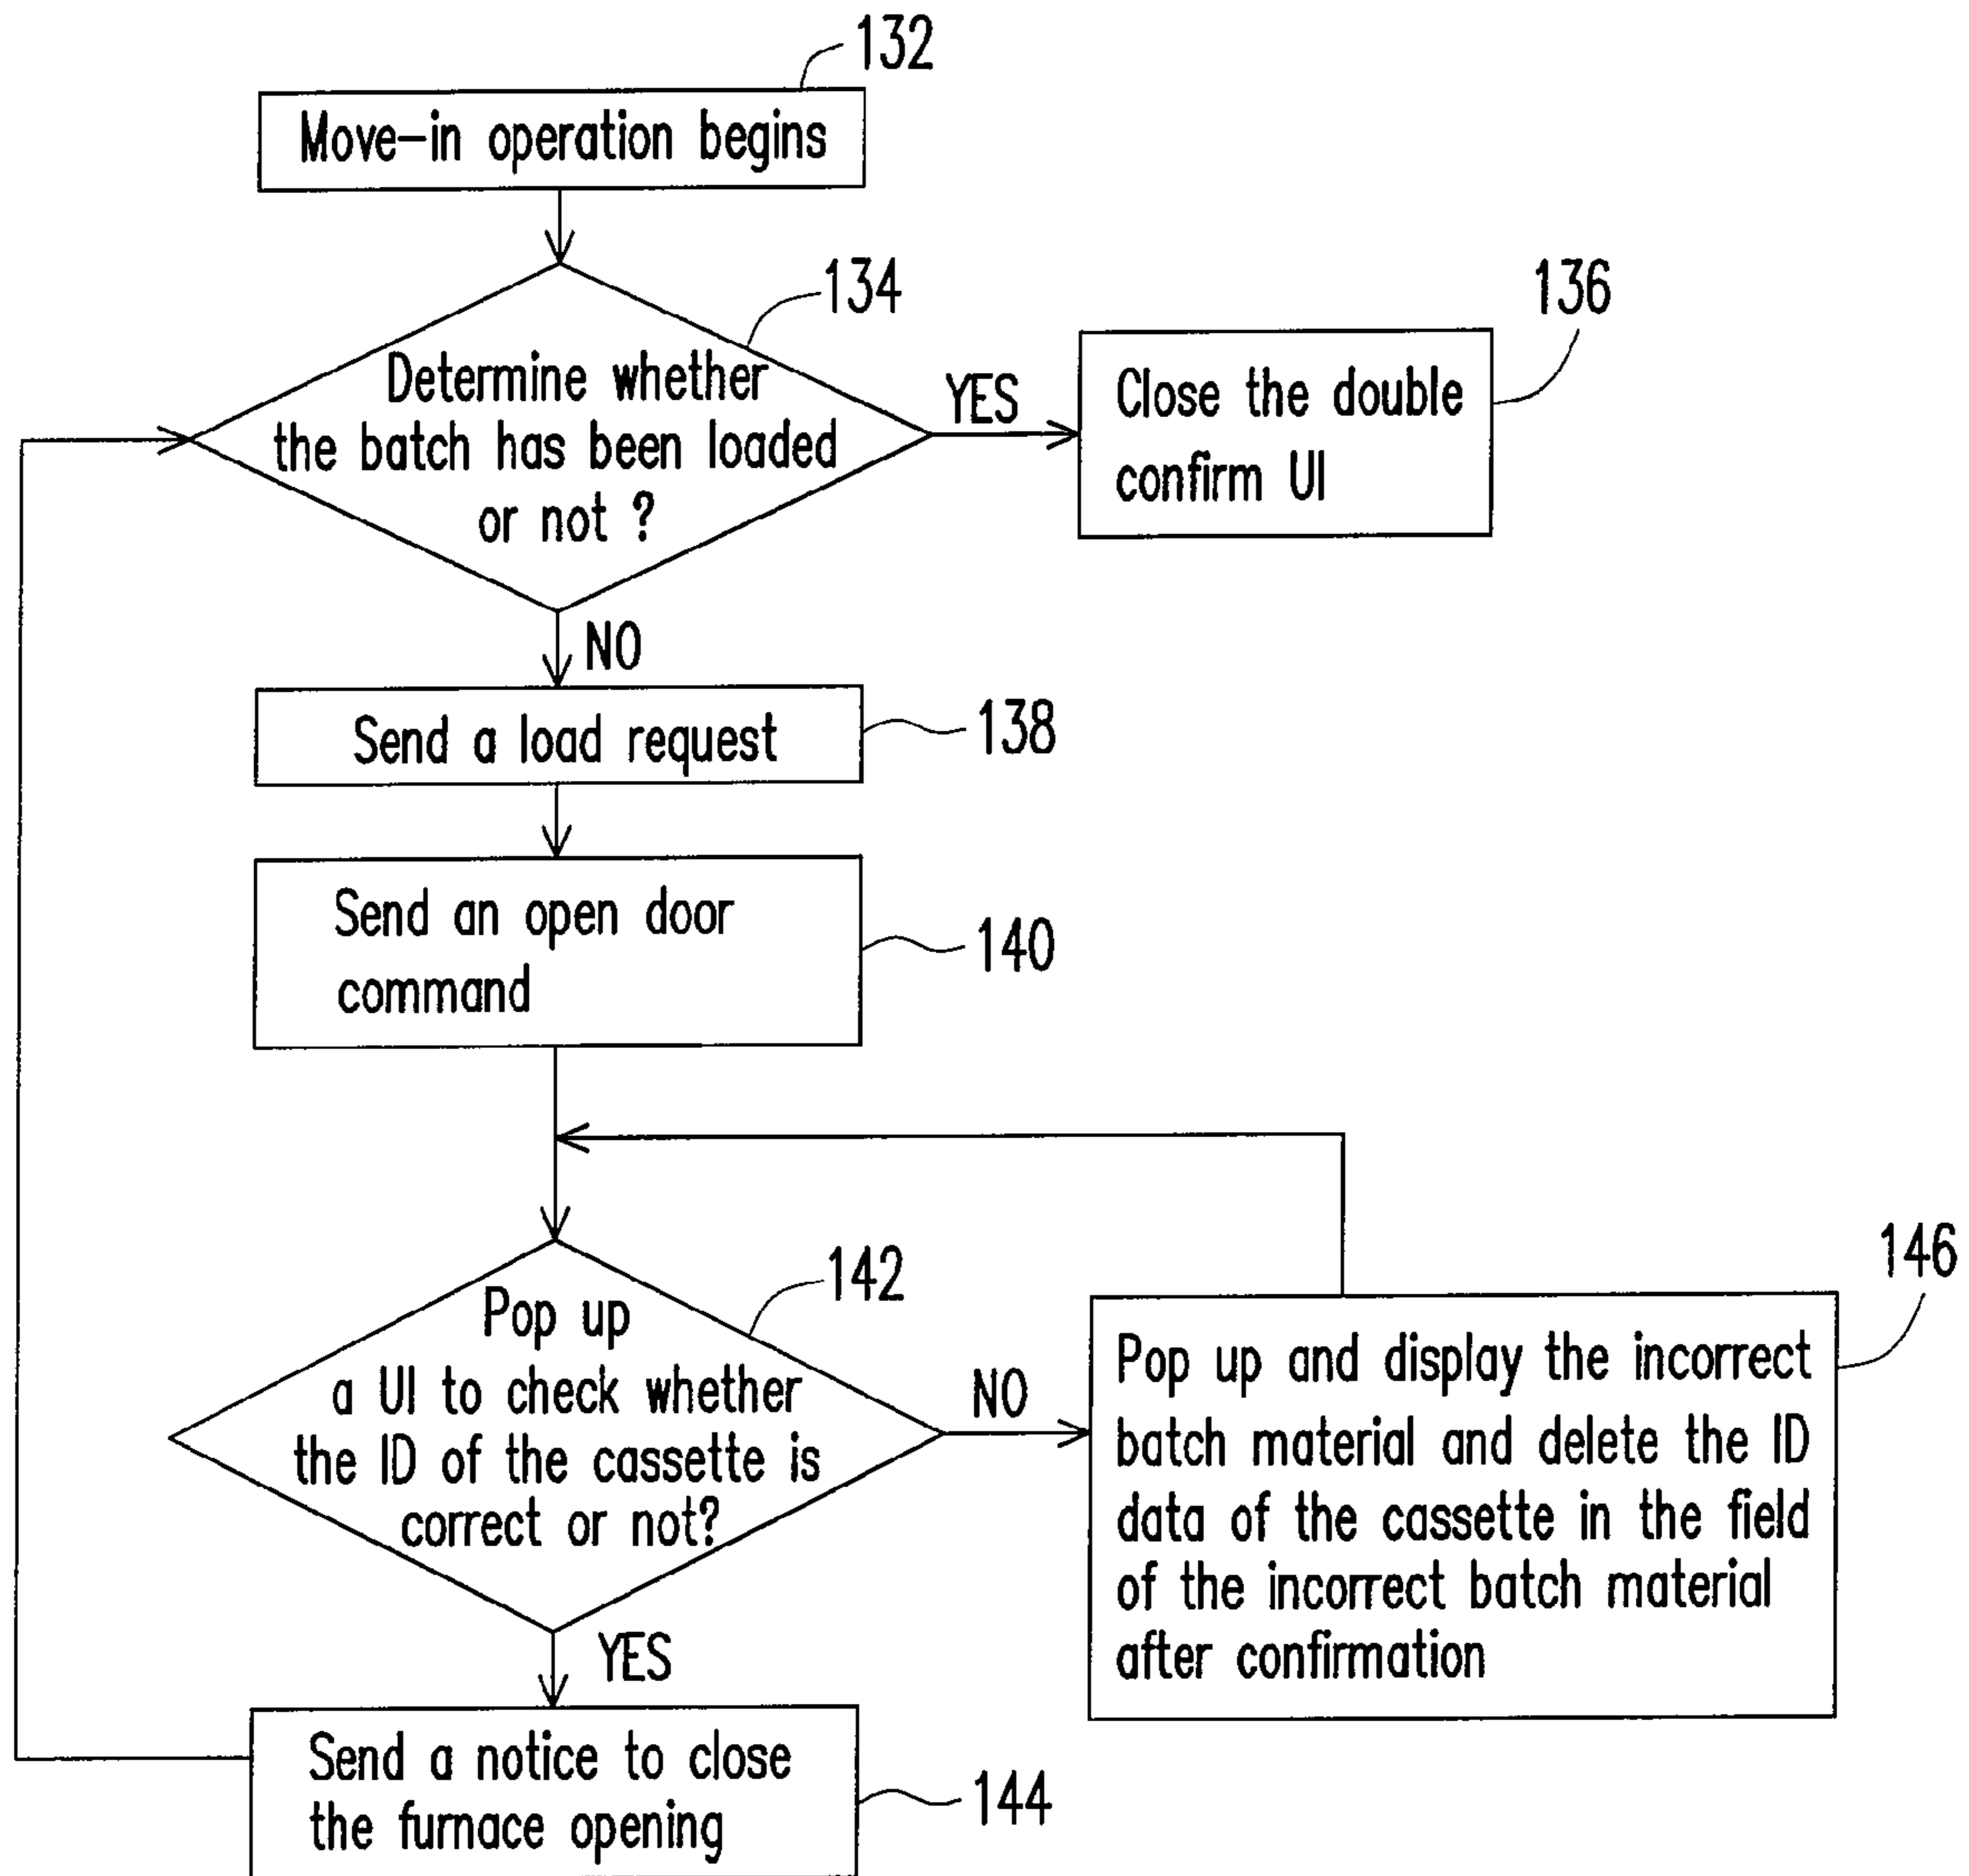 132
Move-in operation begins
134
Determine whether
the batch has been loaded
or not ?
YES
136
Close the double
confirm UI
NO
Send a load request
138
Send an open door
command
140
142
Pop up
a UI to check whether
the ID of the cassette is
correct or not?
NO
146
Pop up and display the incorrect
batch material and delete the ID
data of the cassette in the field
of the incorrect batch material
after confirmation
YES
Send a notice to close
the furnace opening
144